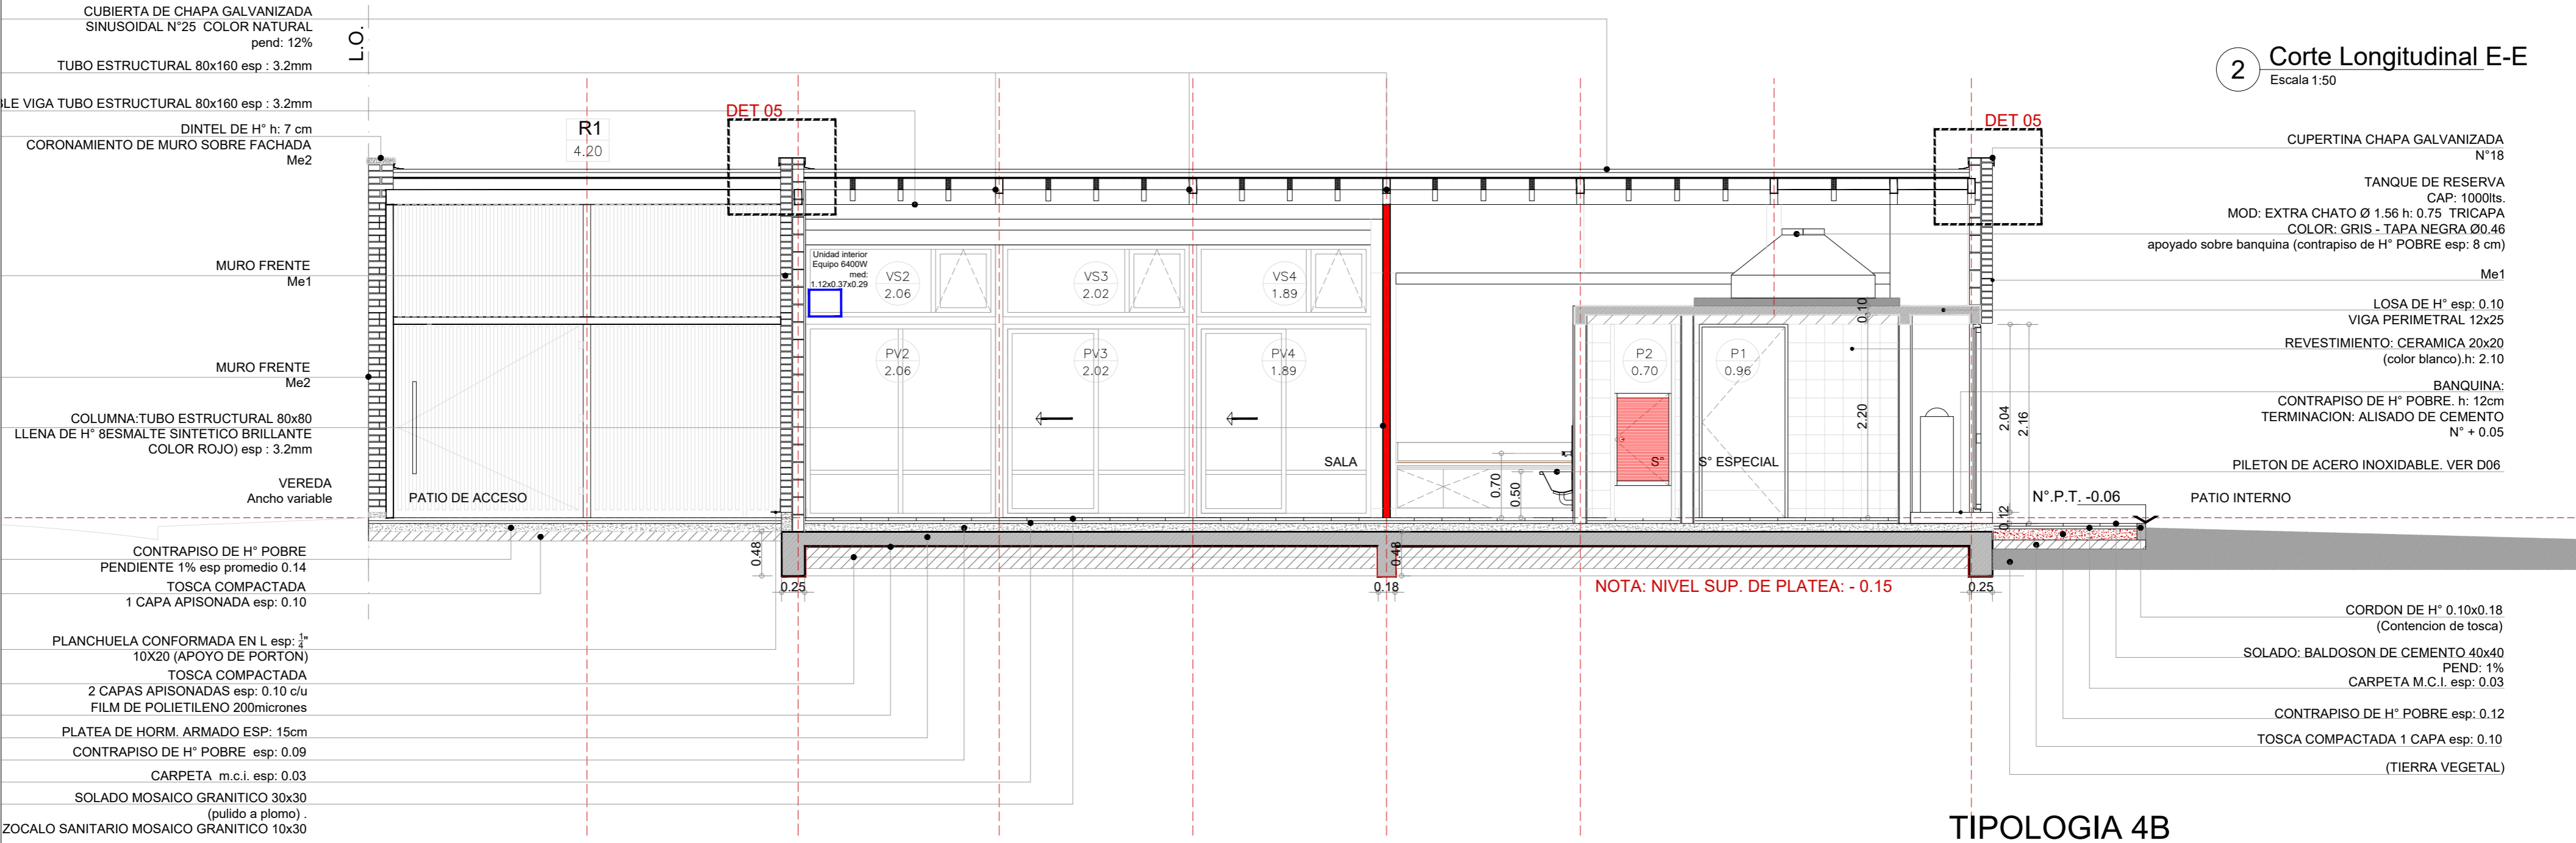 CUBIERTA DE CHAPA GALVANIZADA
SINUSOIDAL N°25 COLOR NATURAL
pend: 12%
TUBO ESTRUCTURAL 80x160 esp : 3.2mm
VIGA TUBO ESTRUCTURAL 80x160 esp : 3.2mm
DINTEL DE H° h: 7 cm
CORONAMIENTO DE MURO SOBRE FACHADA
Me2
MURO FRENTE
Me1
MURO FRENTE
Me2
COLUMNA:TUBO ESTRUCTURAL 80x80
LLENA DE H° 8ESMALTE SINTETICO BRILLANTE
COLOR ROJO) esp : 3.2mm
VEREDA
Ancho variable
CONTRAPISO DE H° POBRE
PENDIENTE 1% esp promedio 0.14
TOSCA COMPACTADA
1 CAPA APISONADA esp: 0.10
PLANCHUELA CONFORMADA EN L esp: 1/4"
10X20 (APOYO DE PORTON)
TOSCA COMPACTADA
2 CAPAS APISONADAS esp: 0.10 c/u
FILM DE POLIETILENO 200micrones
PLATEA DE HORM. ARMADO ESP: 15cm
CONTRAPISO DE H° POBRE esp: 0.09
CARPETA m.c.i. esp: 0.03
SOLADO MOSAICO GRANITICO 30x30
(pulido a plomo) .
ZOCALO SANITARIO MOSAICO GRANITICO 10x30
L.O.
R1
4.20
DET 05
DET 05
Unidad interior
Equipo 6400W
med:
1.12x0.37x0.29
VS2
2.06
VS3
2.02
VS4
1.89
PV2
2.06
PV3
2.02
PV4
1.89
P2
0.70
P1
0.96
PATIO DE ACCESO
SALA
S°
S° ESPECIAL
0.70
0.50
0.10
2.20
2.04
2.16
0.12
0.48
0.48
0.25
0.18
0.25
NOTA: NIVEL SUP. DE PLATEA: - 0.15
N°.P.T. -0.06
PATIO INTERNO
2
Corte Longitudinal E-E
Escala 1:50
CUPERTINA CHAPA GALVANIZADA
N°18
TANQUE DE RESERVA
CAP: 1000lts.
MOD: EXTRA CHATO Ø 1.56 h: 0.75 TRICAPA
COLOR: GRIS - TAPA NEGRA Ø0.46
apoyado sobre banquina (contrapiso de H° POBRE esp: 8 cm)
Me1
LOSA DE H° esp: 0.10
VIGA PERIMETRAL 12x25
REVESTIMIENTO: CERAMICA 20x20
(color blanco).h: 2.10
BANQUINA:
CONTRAPISO DE H° POBRE. h: 12cm
TERMINACION: ALISADO DE CEMENTO
N° + 0.05
PILETON DE ACERO INOXIDABLE. VER D06
CORDON DE H° 0.10x0.18
(Contencion de tosca)
SOLADO: BALDOSON DE CEMENTO 40x40
PEND: 1%
CARPETA M.C.I. esp: 0.03
CONTRAPISO DE H° POBRE esp: 0.12
TOSCA COMPACTADA 1 CAPA esp: 0.10
(TIERRA VEGETAL)
TIPOLOGIA 4B